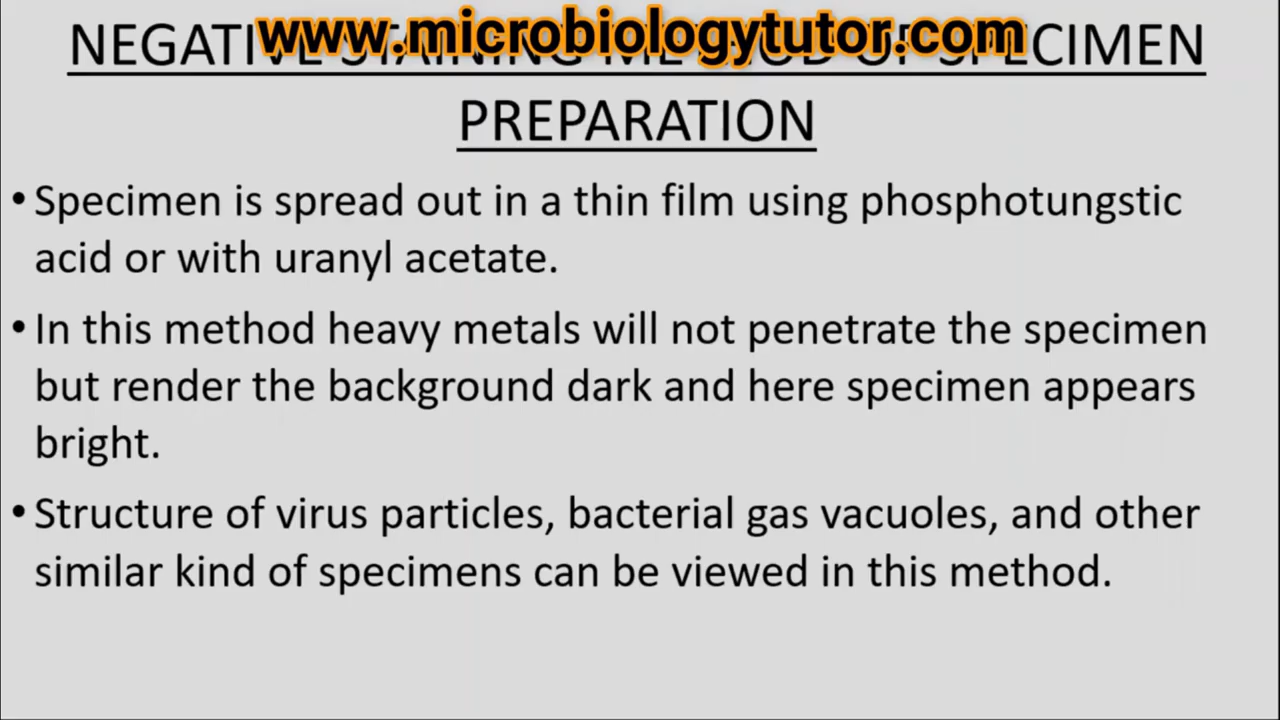 www.microbiologytutor.com
NEGATIVE STAINING METHOD OF SPECIMEN
PREPARATION
• Specimen is spread out in a thin film using phosphotungstic
acid or with uranyl acetate.
• In this method heavy metals will not penetrate the specimen
but render the background dark and here specimen appears
bright.
• Structure of virus particles, bacterial gas vacuoles, and other
similar kind of specimens can be viewed in this method.